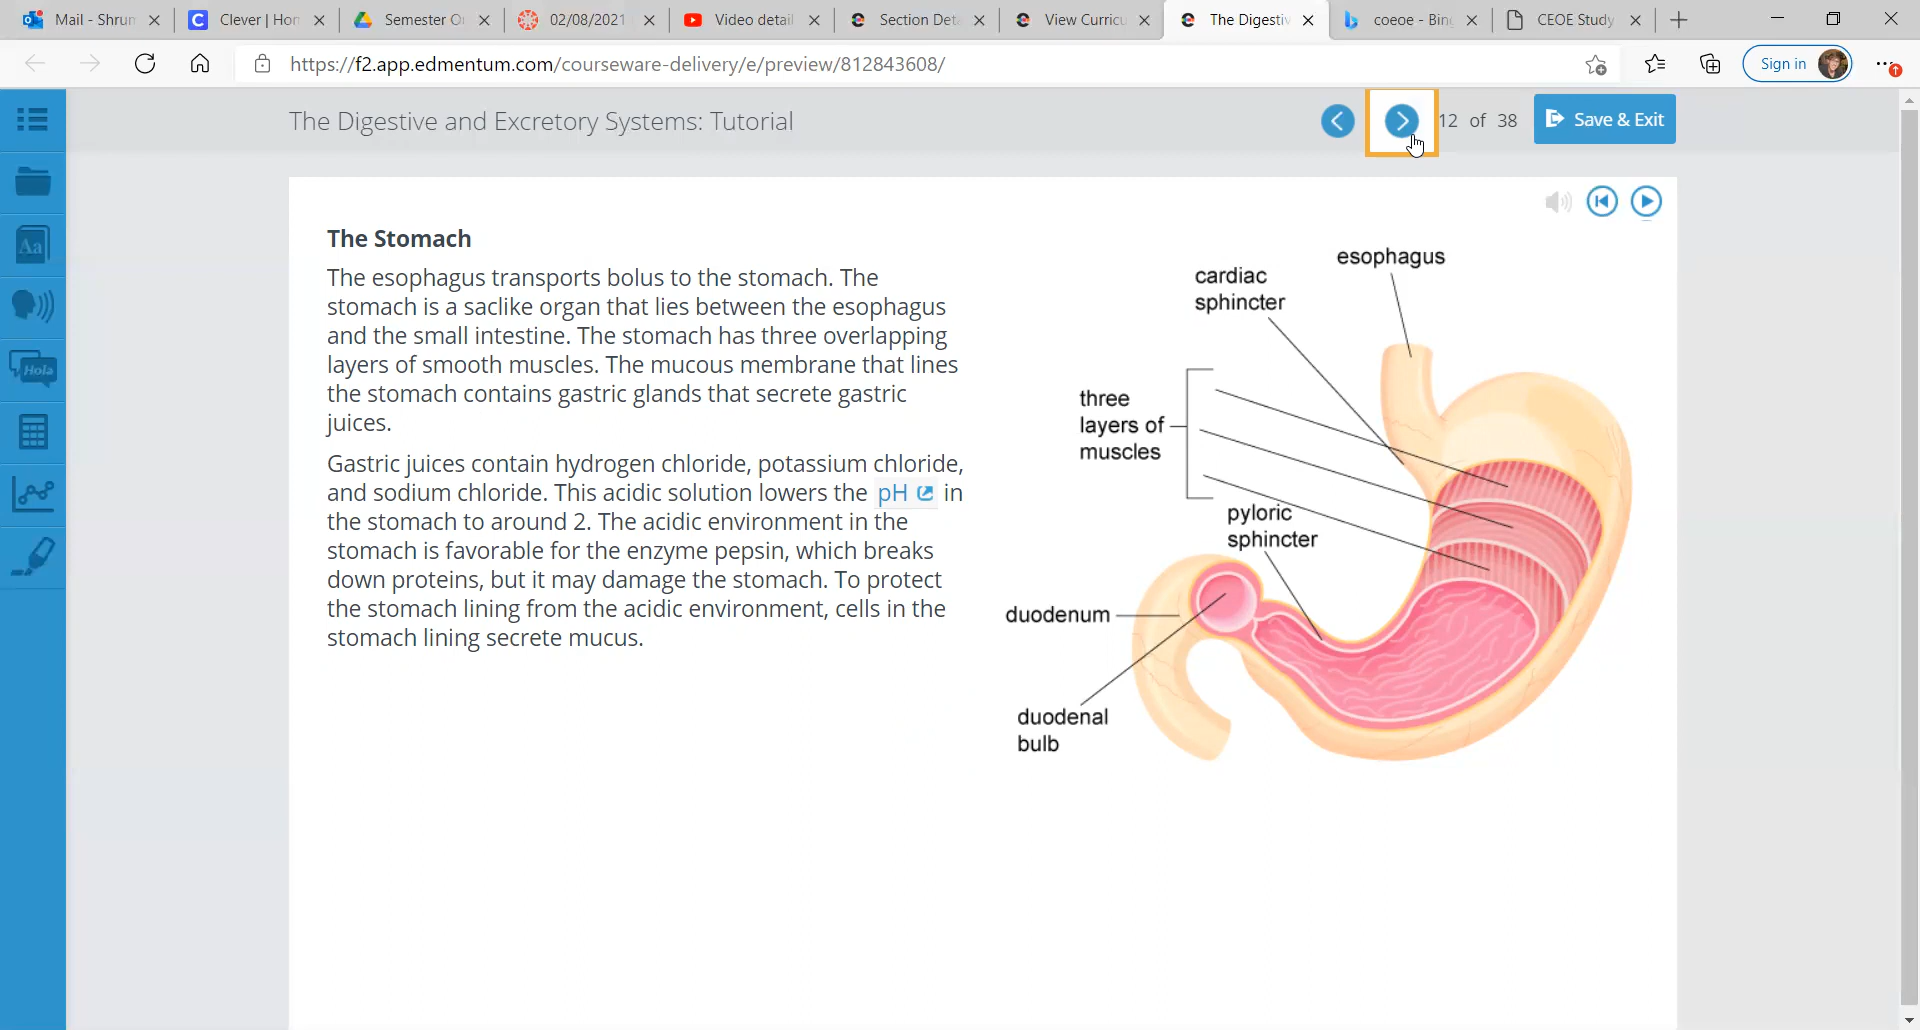 Mail - Shrun
Clever | Hon
Semester O
02/08/2021
Video detail
Section Deta
View Curricu
The Digestiv
coeoe - Bing
CEOE Study
https://f2.app.edmentum.com/courseware-delivery/e/preview/812843608/
Sign in
The Digestive and Excretory Systems: Tutorial
12 of 38
Save & Exit
Aa
Hola
The Stomach
The esophagus transports bolus to the stomach. The
stomach is a saclike organ that lies between the esophagus
and the small intestine. The stomach has three overlapping
layers of smooth muscles. The mucous membrane that lines
the stomach contains gastric glands that secrete gastric
juices.
Gastric juices contain hydrogen chloride, potassium chloride,
and sodium chloride. This acidic solution lowers the pH in
the stomach to around 2. The acidic environment in the
stomach is favorable for the enzyme pepsin, which breaks
down proteins, but it may damage the stomach. To protect
the stomach lining from the acidic environment, cells in the
stomach lining secrete mucus.
esophagus
cardiac
sphincter
three
layers of
muscles
pyloric
sphincter
duodenum
duodenal
bulb